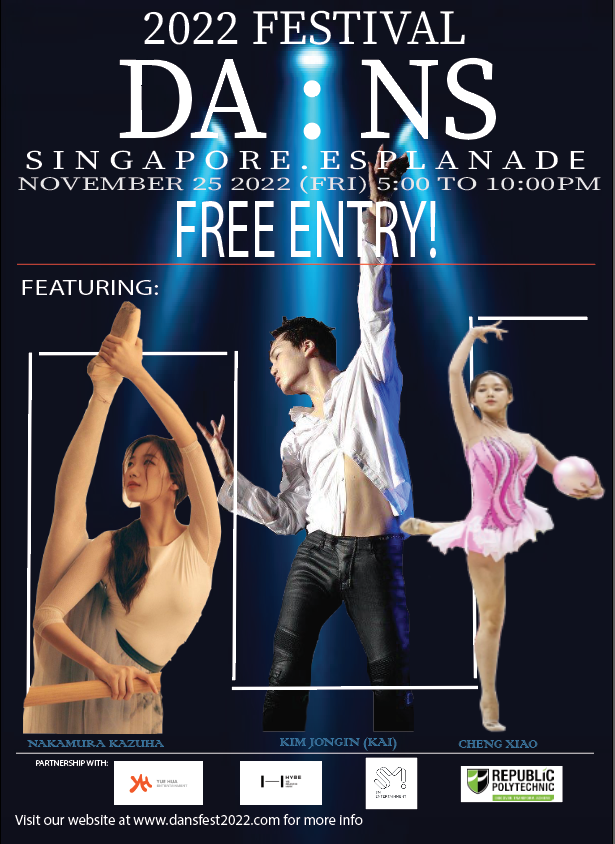 2022 FESTIVAL
DA : NS
SINGAPORE.ESPLANADE
NOVEMBER 25 2022 (FRI) 5:00 TO 10:00PM
FREE ENTRY!
FEATURING:
NAKAMURA KAZUHA
KIM JONGIN (KAI)
CHENG XIAO
PARTNERSHIP WITH:
YUE HUA
ENTERTAINMENT
HYBE
SM!
ENTERTAINMENT
REPUBLIC
POLYTECHNIC
Visit our website at www.dansfest2022.com for more info